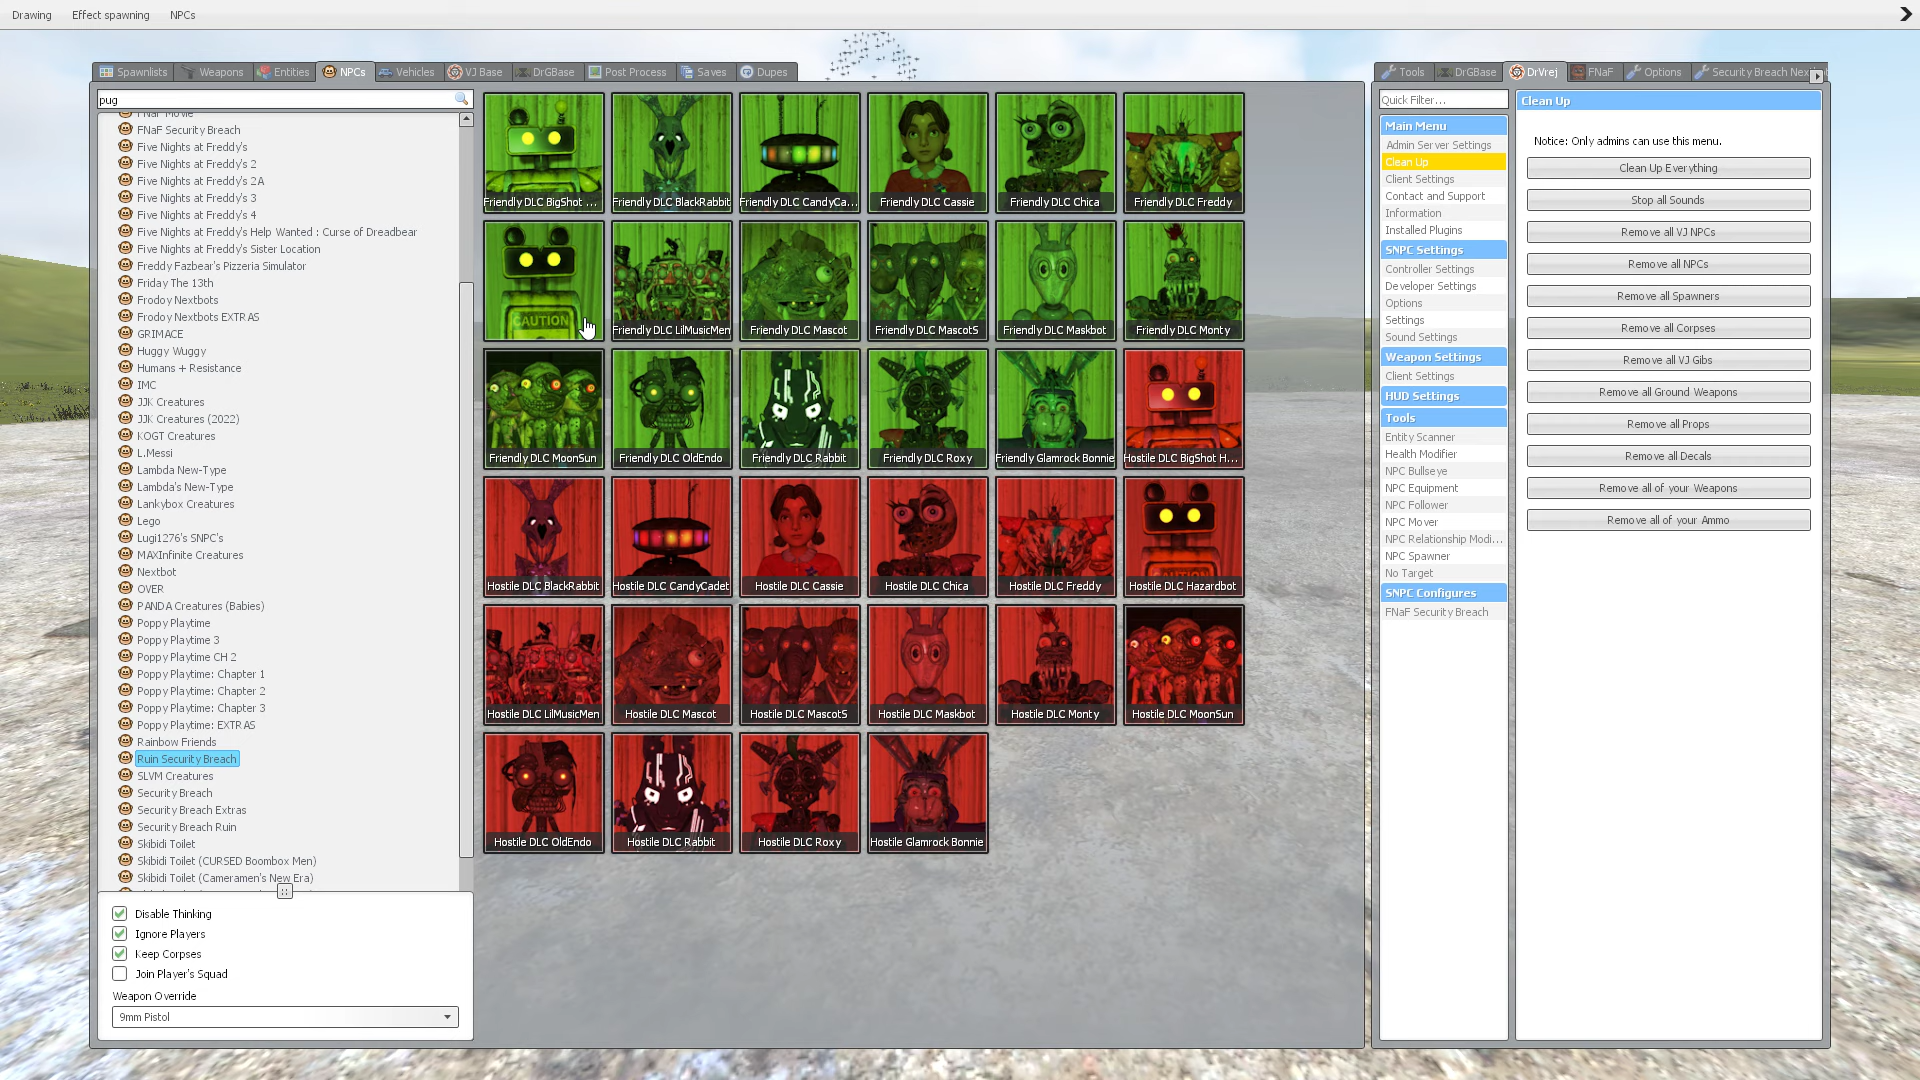 Drawing Effect spawning NPCs
Spawnlists Weapons Entities NPCs Vehicles VJ Base DrGBase Post Process Saves Dupes
pug
FNaF Movie
FNaF Security Breach
Five Nights at Freddy's
Five Nights at Freddy's 2
Five Nights at Freddy's 2A
Five Nights at Freddy's 3
Five Nights at Freddy's 4
Five Nights at Freddy's Help Wanted : Curse of Dreadbear
Five Nights at Freddy's Sister Location
Freddy Fazbear's Pizzeria Simulator
Friday The 13th
Frodoy Nextbots
Frodoy Nextbots EXTRAS
GRIMACE
Huggy Wuggy
Humans + Resistance
IMC
JJK Creatures
JJK Creatures (2022)
KOGT Creatures
L.Messi
Lambda New-Type
Lambda's New-Type
Lankybox Creatures
Lego
Lugi1276's SNPC's
MAXInfinite Creatures
Nextbot
OVER
PANDA Creatures (Babies)
Poppy Playtime
Poppy Playtime 3
Poppy Playtime CH 2
Poppy Playtime: Chapter 1
Poppy Playtime: Chapter 2
Poppy Playtime: Chapter 3
Poppy Playtime: EXTRAS
Rainbow Friends
Ruin Security Breach
SLVM Creatures
Security Breach
Security Breach Extras
Security Breach Ruin
Skibidi Toilet
Skibidi Toilet (CURSED Boombox Men)
Skibidi Toilet (Cameramen's New Era)
Disable Thinking
Ignore Players
Keep Corpses
Join Player's Squad
Weapon Override
9mm Pistol
Friendly DLC BigShot ... Friendly DLC BlackRabbit Friendly DLC CandyCa... Friendly DLC Cassie Friendly DLC Chica Friendly DLC Freddy
CAUTION
Friendly DLC LilMusicMen Friendly DLC Mascot Friendly DLC MascotS Friendly DLC Maskbot Friendly DLC Monty
Friendly DLC MoonSun Friendly DLC OldEndo Friendly DLC Rabbit Friendly DLC Roxy Friendly Glamrock Bonnie Hostile DLC BigShot H...
Hostile DLC BlackRabbit Hostile DLC CandyCadet Hostile DLC Cassie Hostile DLC Chica Hostile DLC Freddy Hostile DLC Hazardbot
Hostile DLC LilMusicMen Hostile DLC Mascot Hostile DLC MascotS Hostile DLC Maskbot Hostile DLC Monty Hostile DLC MoonSun
Hostile DLC OldEndo Hostile DLC Rabbit Hostile DLC Roxy Hostile Glamrock Bonnie
Tools DrGBase DrVrej FNaF Options Security Breach
Quick Filter...
Main Menu
Admin Server Settings
Clean Up
Client Settings
Contact and Support
Information
Installed Plugins
SNPC Settings
Controller Settings
Developer Settings
Options
Settings
Sound Settings
Weapon Settings
Client Settings
HUD Settings
Tools
Entity Scanner
Health Modifier
NPC Bullseye
NPC Equipment
NPC Follower
NPC Mover
NPC Relationship Modi...
NPC Spawner
No Target
SNPC Configures
FNaF Security Breach
Clean Up
Notice: Only admins can use this menu.
Clean Up Everything
Stop all Sounds
Remove all VJ NPCs
Remove all NPCs
Remove all Spawners
Remove all Corpses
Remove all VJ Gibs
Remove all Ground Weapons
Remove all Props
Remove all Decals
Remove all of your Weapons
Remove all of your Ammo